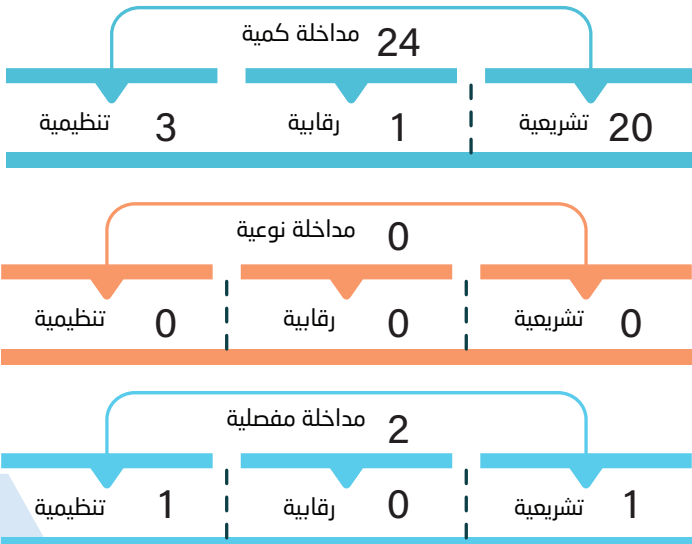 24 مداخلة كمية
20 تشريعية 1 رقابية 3 تنظيمية
0 مداخلة نوعية
0 تشريعية 0 رقابية 0 تنظيمية
2 مداخلة مفصلية
1 تشريعية 0 رقابية 1 تنظيمية